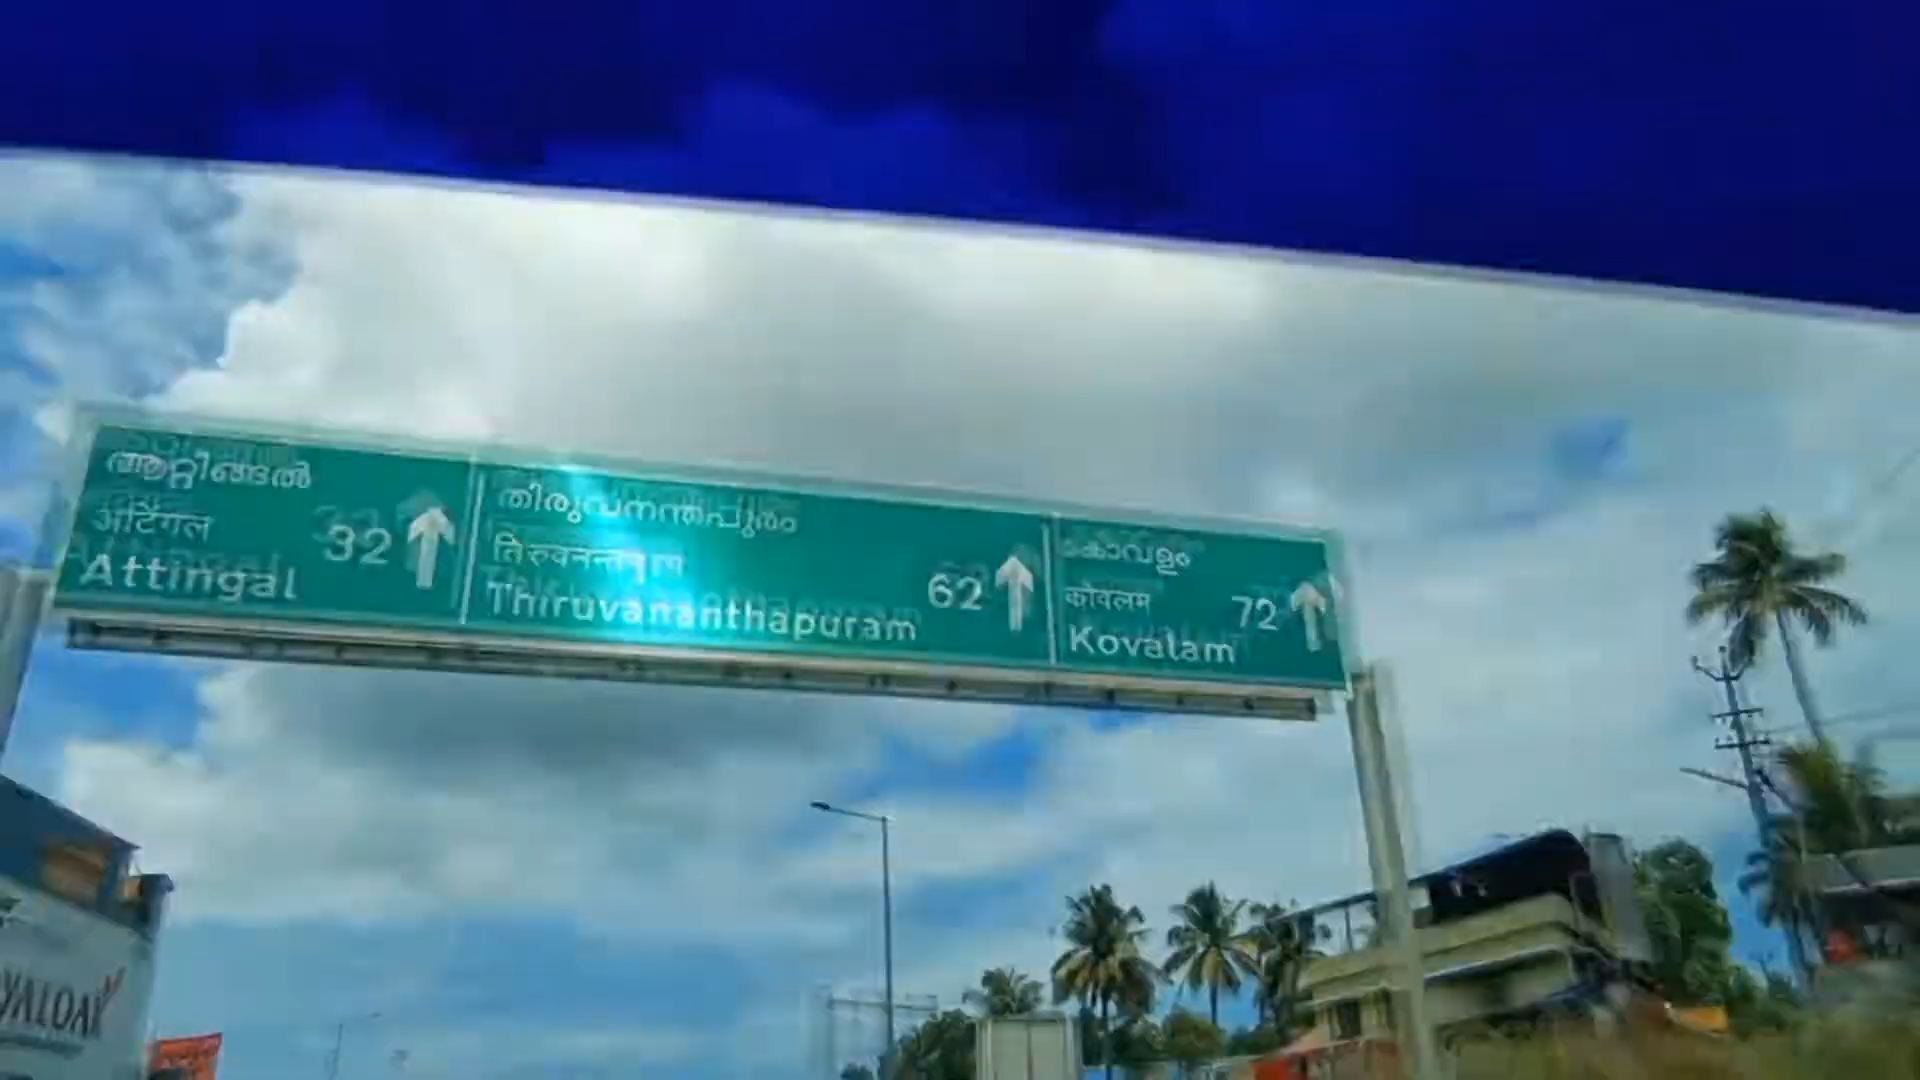 ആറ്റിങ്ങൽ
अटिंगल
Attingal
32
തിരുവനന്തപുരം
Thiruvananthapuram
62
കോവളം
कोवलम
Kovalam
72